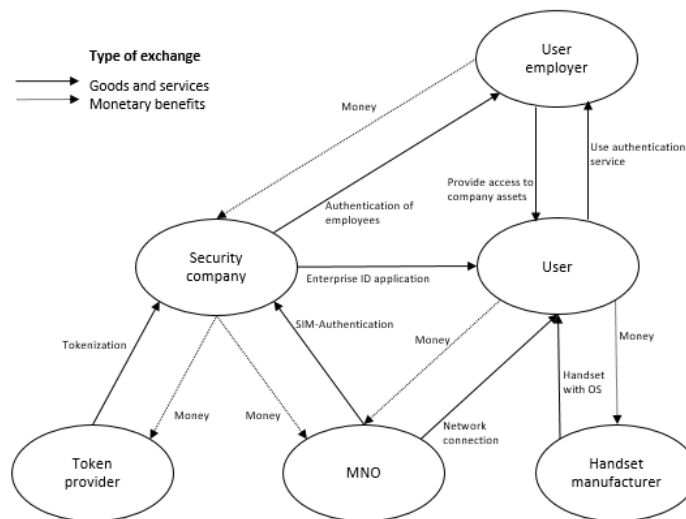 Type of exchange
Goods and services
Monetary benefits
User
employer
Money
Use authentication
service
Provide access to
company assets
Authentication of
employees
Security
company
Enterprise ID application
User
SIM-Authentication
Tokenization
Money
Money
Handset
with OS
Money
Money
Network
connection
Token
provider
MNO
Handset
manufacturer